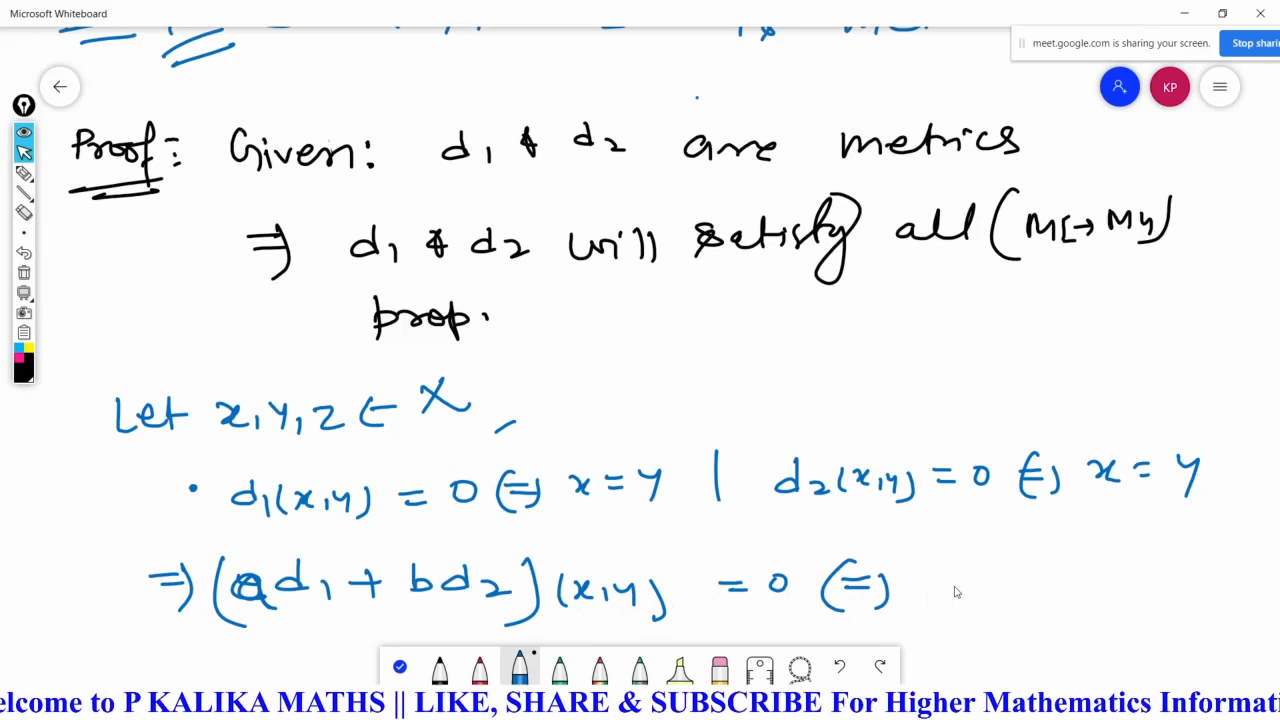 Microsoft Whiteboard
meet.google.com is sharing your screen.
Stop sharin
KP
Proof: Given: d1 & d2 are metrics
⇒ d1 & d2 will satisfy all (M1→M4)
prop.
Let x,y,z ∈ X,
• d1(x,y) = 0 ⇔ x=y | d2(x,y) = 0 ⇔ x=y
⇒ (ad1 + bd2)(x,y) = 0 ⇔
elcome to P KALIKA MATHS || LIKE, SHARE & SUBSCRIBE For Higher Mathematics Informati